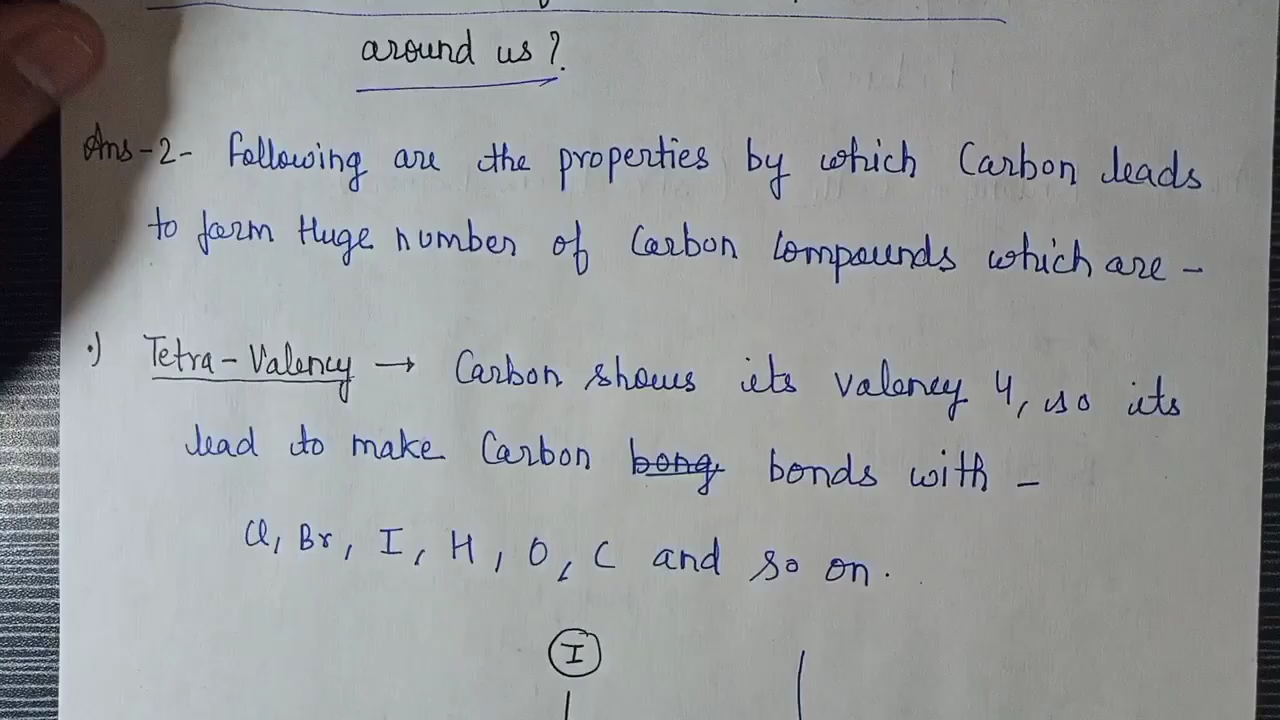 around us?
Ans-2- Following are the properties by which Carbon leads
to form Huge number of Carbon Compounds which are -
•) Tetra-Valency → Carbon shows its valency 4, so its
lead to make Carbon bong bonds with -
Cl, Br, I, H, O, C and so on.
I